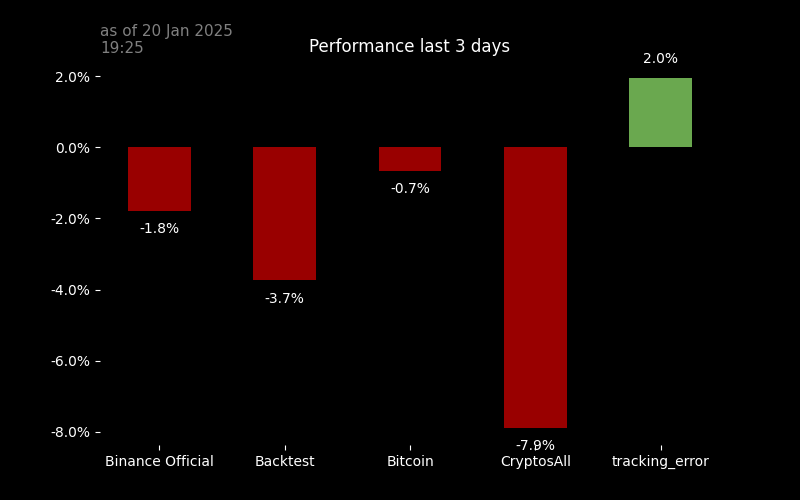 as of 20 Jan 2025
19:25
Performance last 3 days
2.0%
2.0%
0.0%
-2.0%
-4.0%
-6.0%
-8.0%
-1.8%
-3.7%
-0.7%
-7.9%
Binance Official
Backtest
Bitcoin
CryptosAll
tracking_error